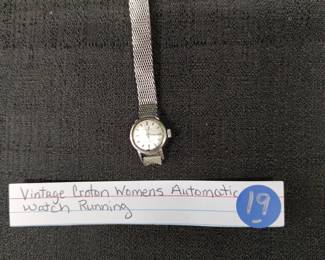 Vintage Croton Womens Automatic
Watch Running
19